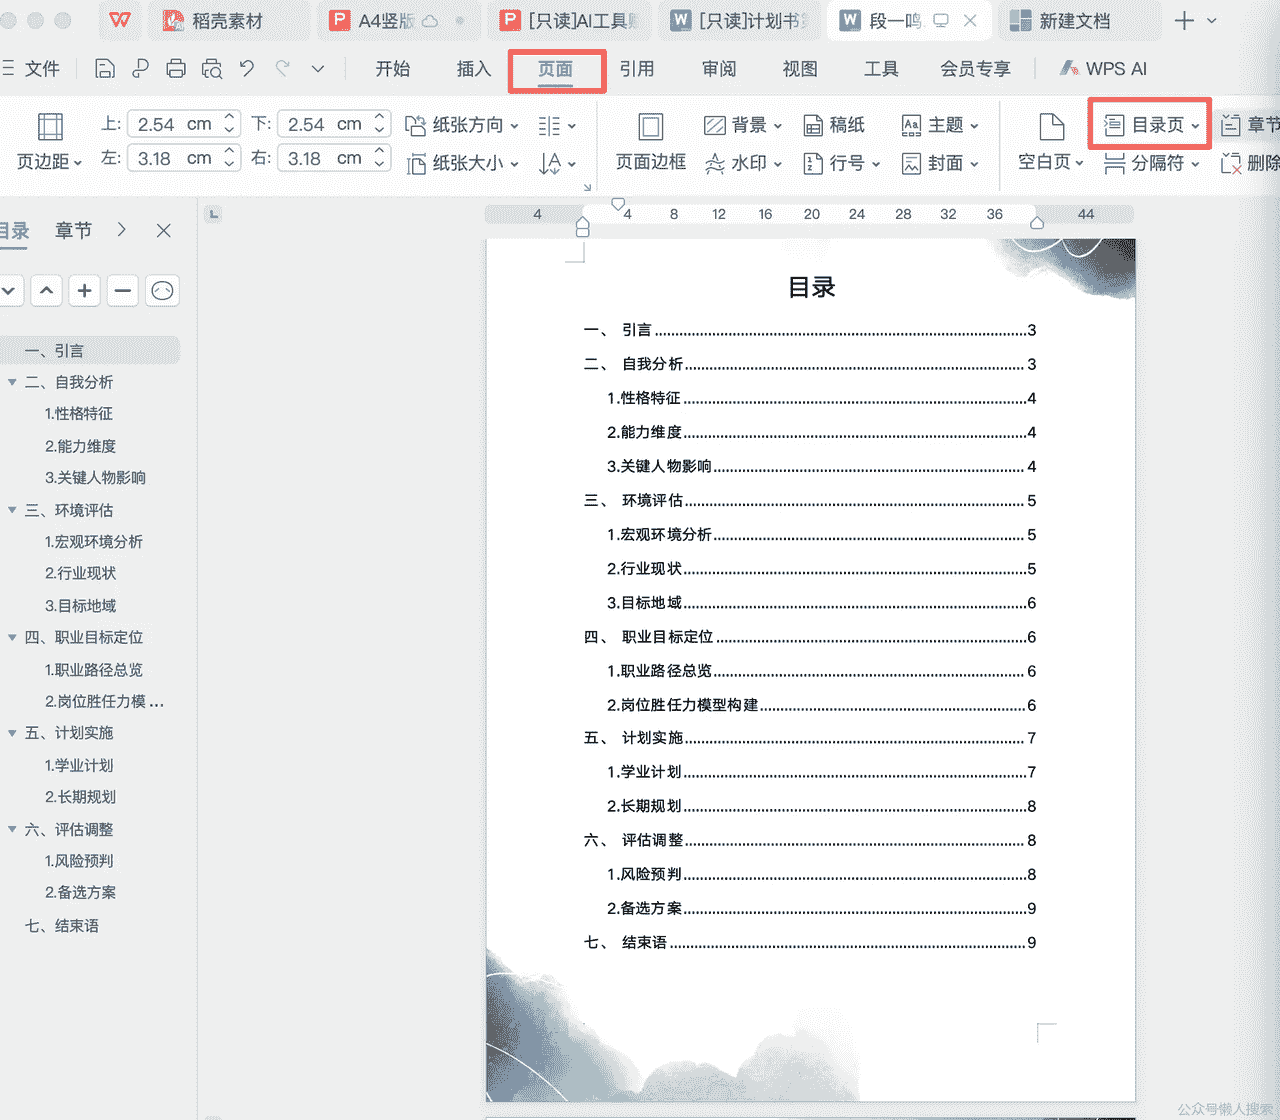 稻壳素材 A4竖版 [只读]AI工具 [只读]计划书 段一鸣 新建文档
文件 开始 插入 页面 引用 审阅 视图 工具 会员专享 WPS AI
上: 2.54 cm 下: 2.54 cm 纸张方向 背景 稿纸 主题 目录页 章节
页边距 左: 3.18 cm 右: 3.18 cm 纸张大小 页面边框 水印 行号 封面 空白页 分隔符 删除
目录 章节
4 4 8 12 16 20 24 28 32 36 44
一、引言
二、自我分析
1.性格特征
2.能力维度
3.关键人物影响
三、环境评估
1.宏观环境分析
2.行业现状
3.目标地域
四、职业目标定位
1.职业路径总览
2.岗位胜任力模 ...
五、计划实施
1.学业计划
2.长期规划
六、评估调整
1.风险预判
2.备选方案
七、结束语
目录
一、 引言 3
二、 自我分析 3
1.性格特征 4
2.能力维度 4
3.关键人物影响 4
三、 环境评估 5
1.宏观环境分析 5
2.行业现状 5
3.目标地域 6
四、 职业目标定位 6
1.职业路径总览 6
2.岗位胜任力模型构建 6
五、 计划实施 7
1.学业计划 7
2.长期规划 8
六、 评估调整 8
1.风险预判 8
2.备选方案 9
七、 结束语 9
公众号懒人搜索